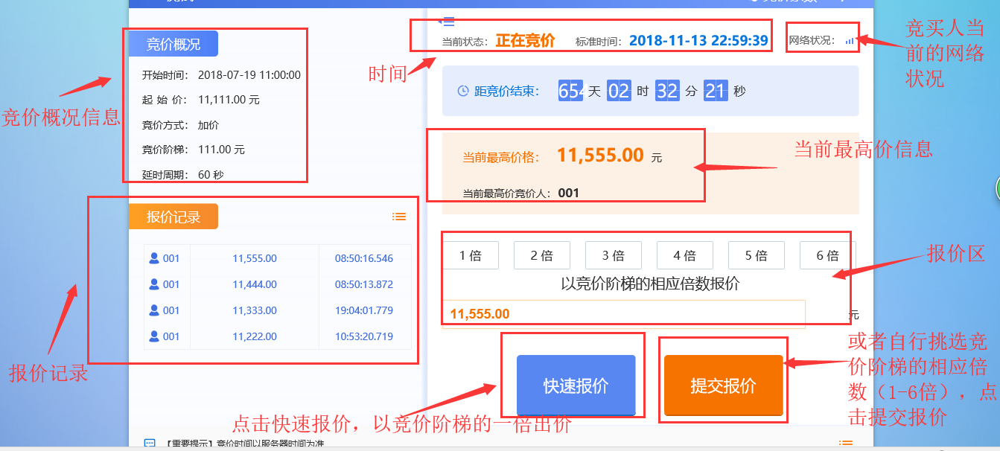 竞价概况
开始时间： 2018-07-19 11:00:00
起 始 价： 11,111.00 元
竞价方式： 加价
竞价阶梯： 111.00 元
延时周期： 60 秒
竞价概况信息
报价记录
001 11,555.00 08:50:16.546
001 11,444.00 08:50:13.872
001 11,333.00 19:04:01.779
001 11,222.00 10:53:20.719
报价记录
当前状态： 正在竞价 标准时间： 2018-11-13 22:59:39
网络状况：
时间
竞买人当
前的网络
状况
距竞价结束： 654 天 02 时 32 分 21 秒
当前最高价格： 11,555.00 元
当前最高价竞价人： 001
当前最高价信息
1 倍 2 倍 3 倍 4 倍 5 倍 6 倍
以竞价阶梯的相应倍数报价
11,555.00 元
报价区
快速报价
提交报价
点击快速报价，以竞价阶梯的一倍出价
或者自行挑选竞
价阶梯的相应倍
数（1-6倍），点
击提交报价
【重要提示】竞价时间以服务器时间为准